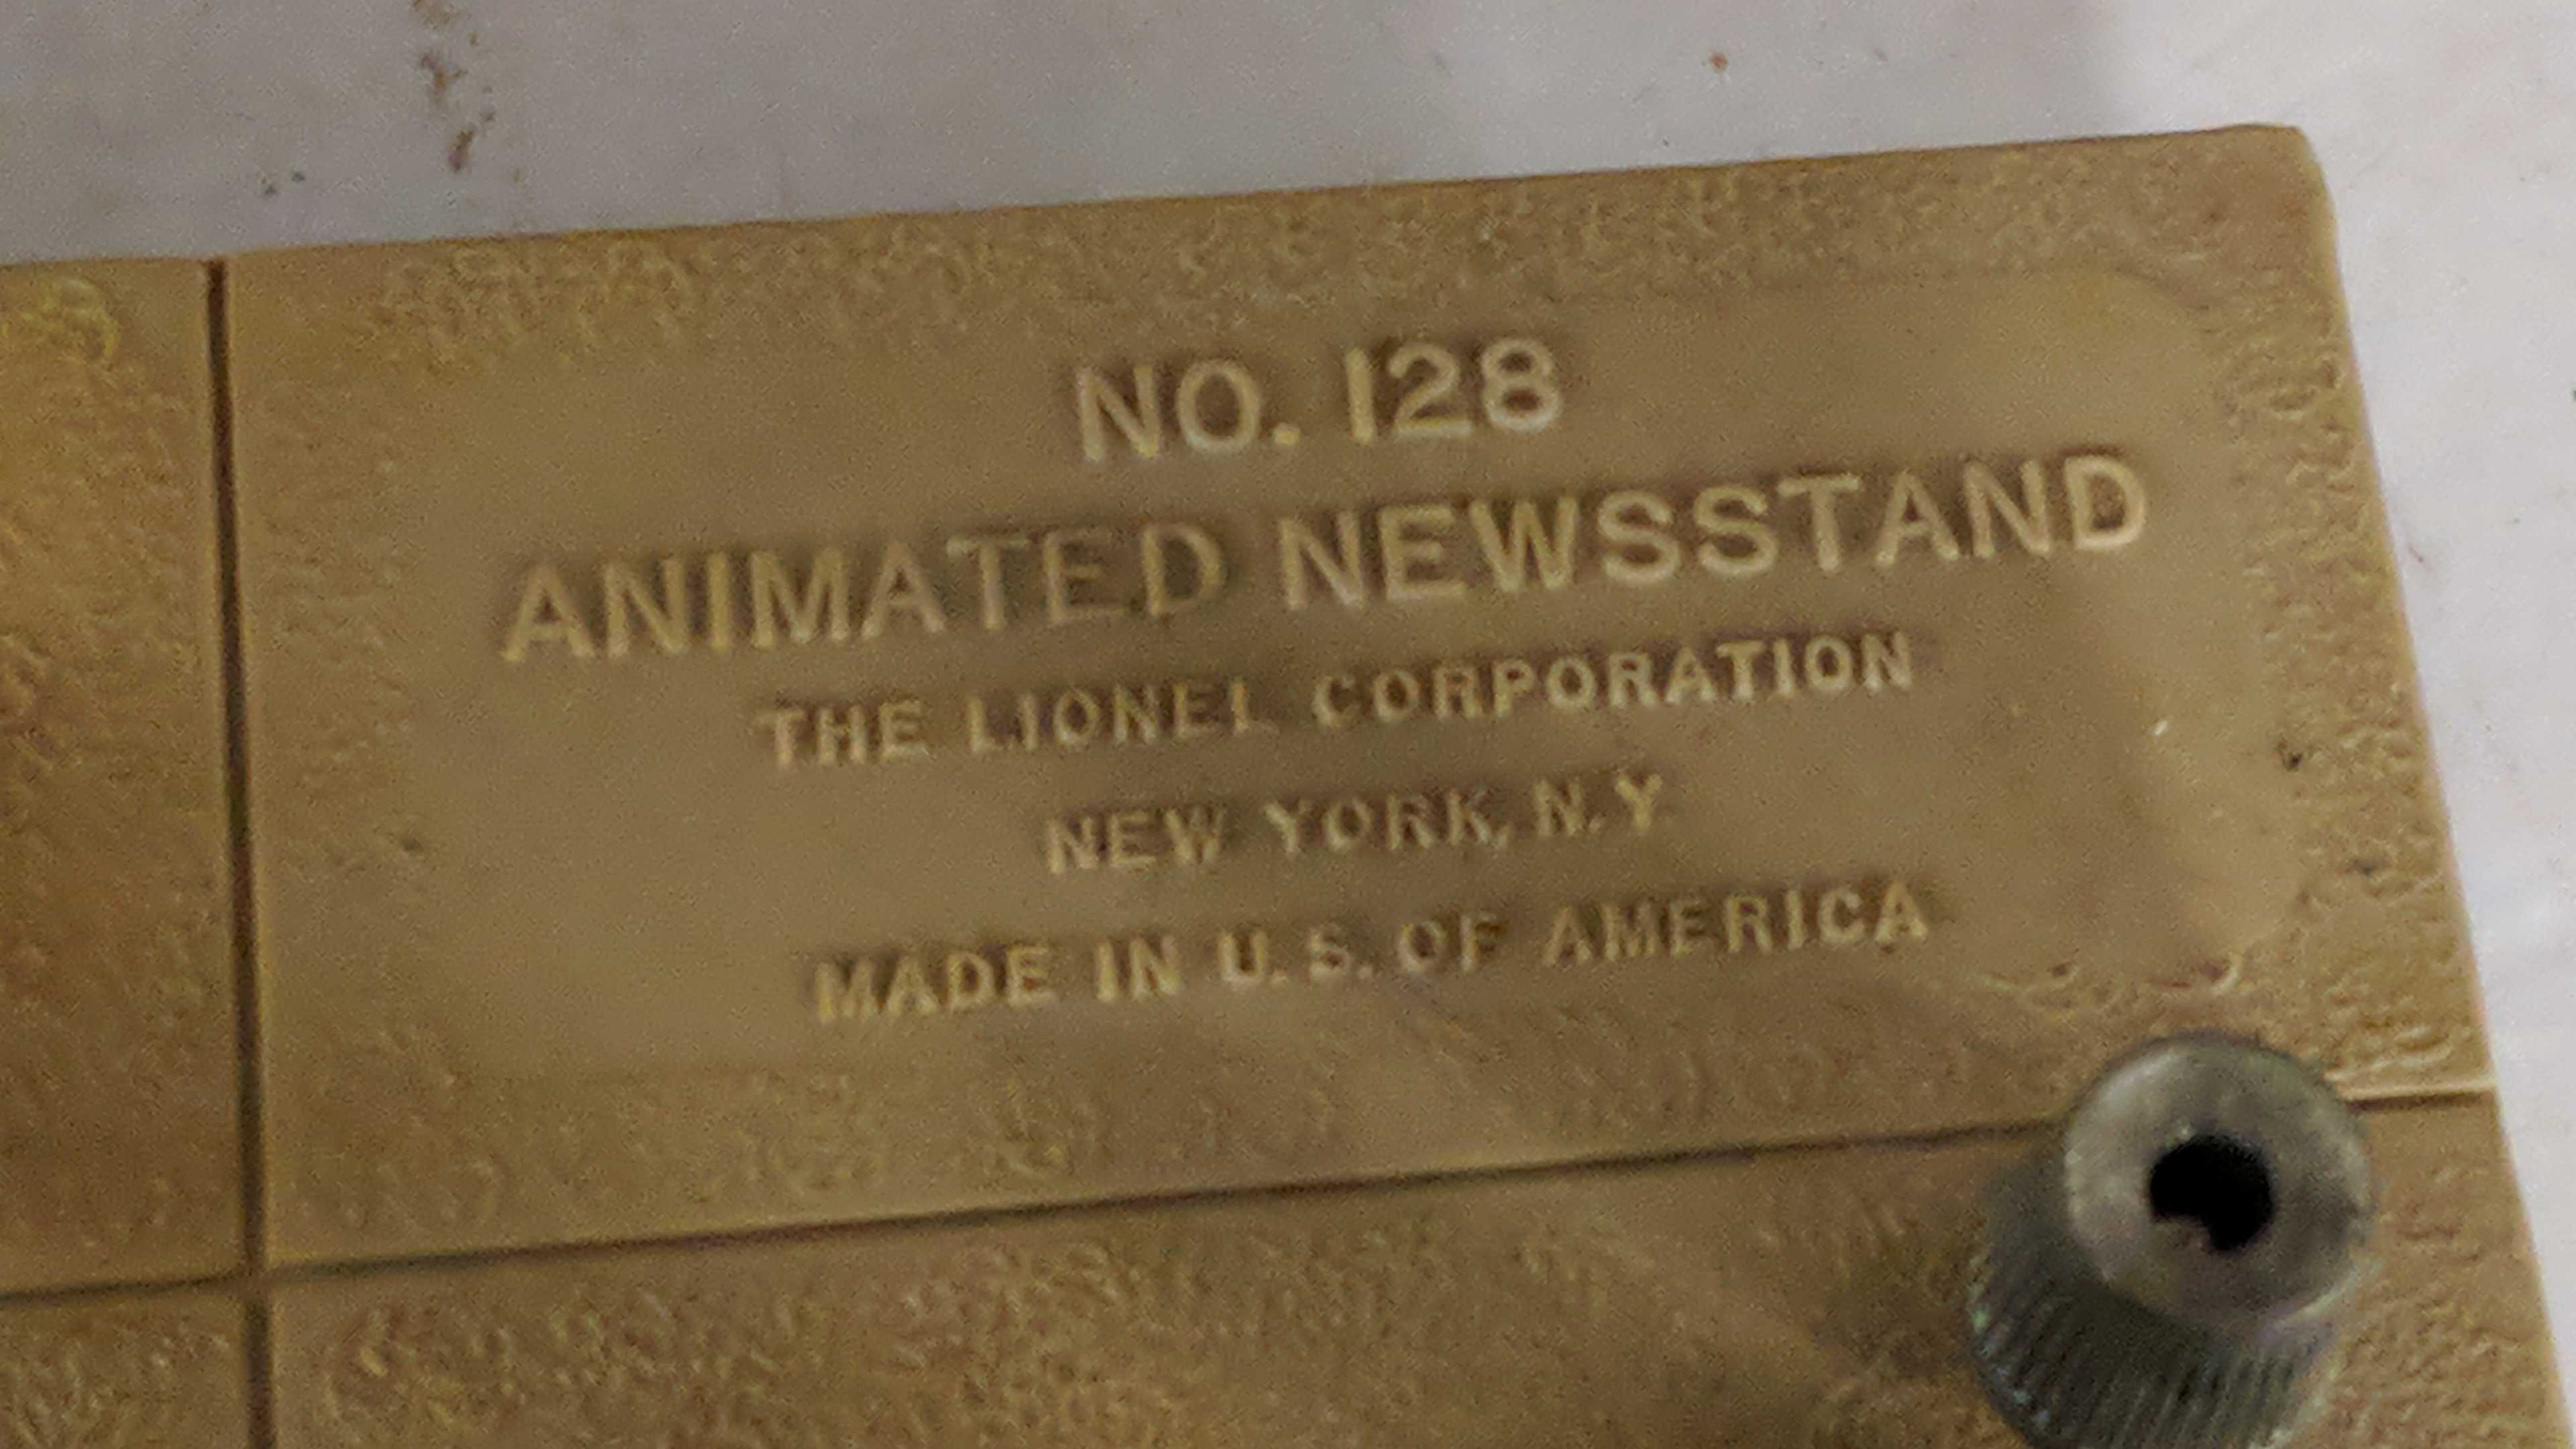 NO. 128
ANIMATED NEWSSTAND
THE LIONEL CORPORATION
NEW YORK, N.Y.
MADE IN U.S. OF AMERICA